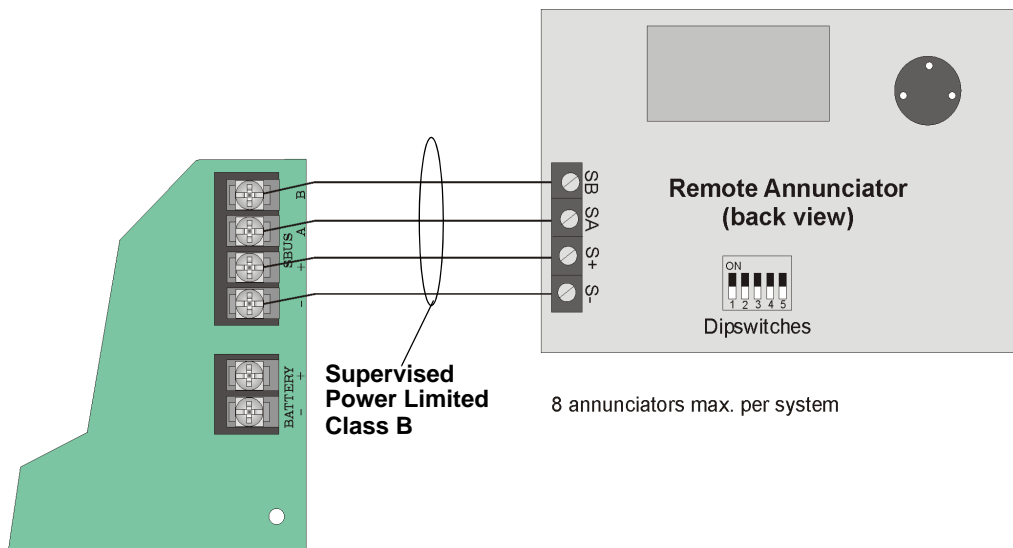 B
A
SBUS
+
-
BATTERY
+
-
Supervised
Power Limited
Class B
SB
SA
S+
S-
Remote Annunciator
(back view)
ON
1 2 3 4 5
Dipswitches
8 annunciators max. per system